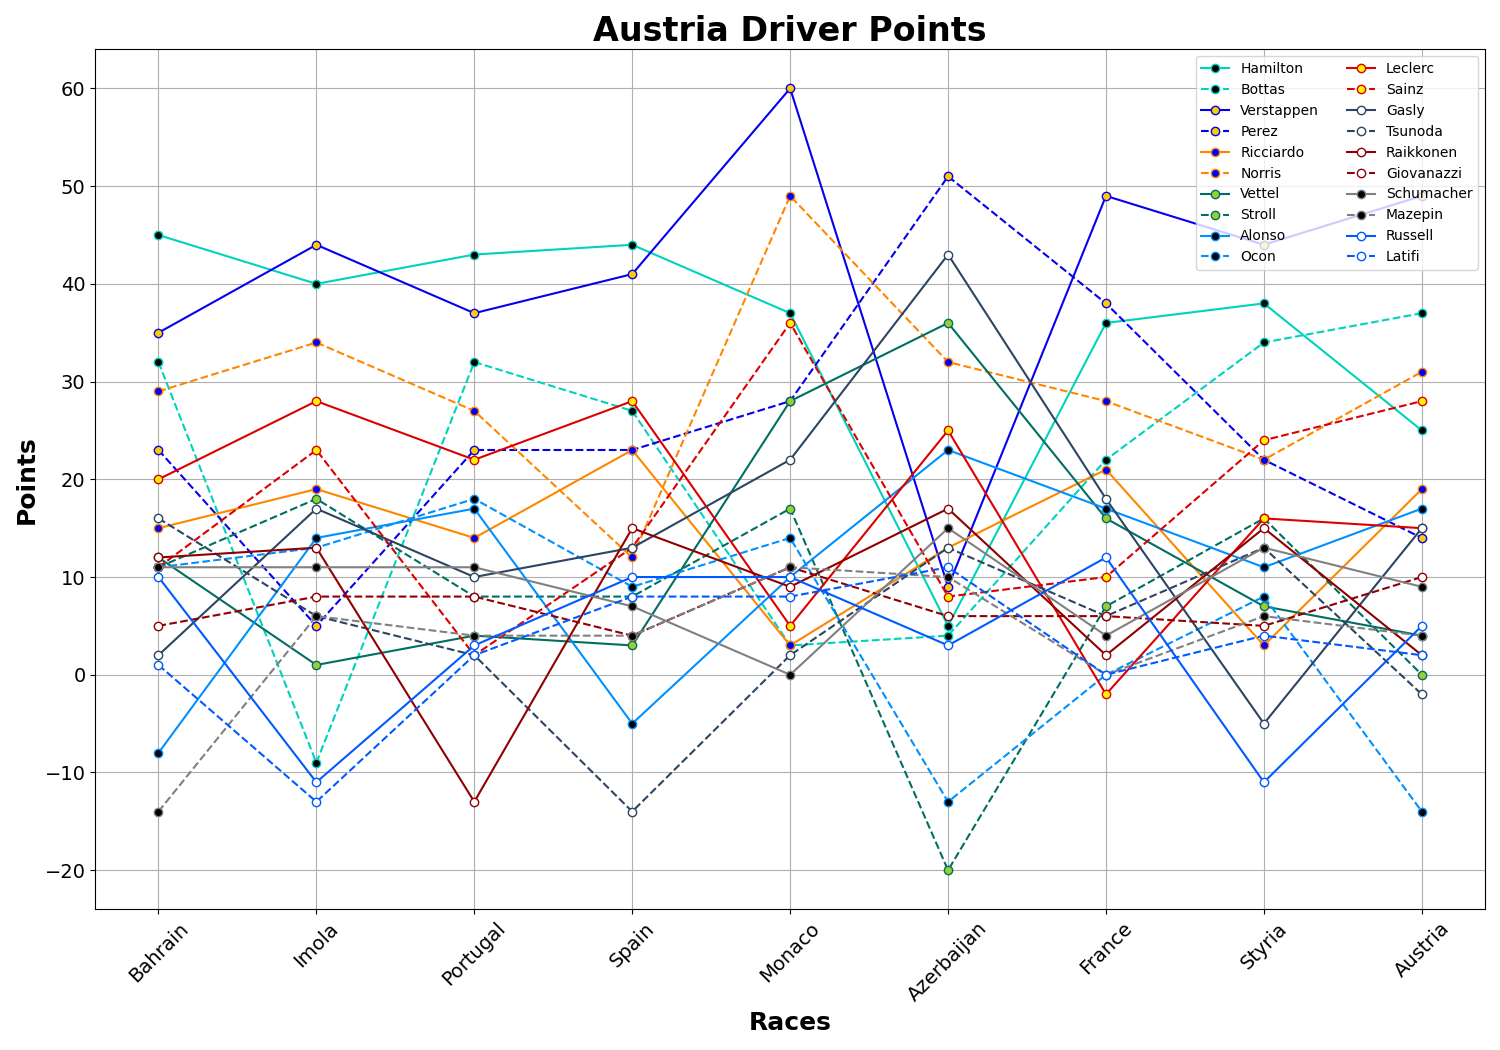 Austria Driver Points
Points
60
50
40
30
20
10
0
−10
−20
Hamilton
Bottas
Verstappen
Perez
Ricciardo
Norris
Vettel
Stroll
Alonso
Ocon
Leclerc
Sainz
Gasly
Tsunoda
Raikkonen
Giovanazzi
Schumacher
Mazepin
Russell
Latifi
Bahrain
Imola
Portugal
Spain
Monaco
Azerbaijan
France
Styria
Austria
Races